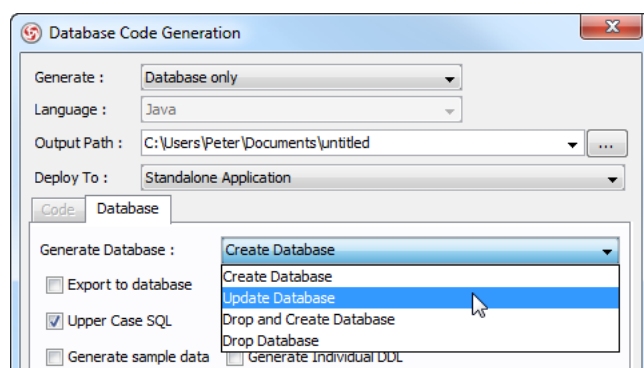 Database Code Generation
Generate : Database only
Language : Java
Output Path : C:\Users\Peter\Documents\untitled ...
Deploy To : Standalone Application
Code Database
Generate Database : Create Database
Create Database
Export to database
Update Database
Upper Case SQL
Drop and Create Database
Drop Database
Generate sample data Generate Individual DDL